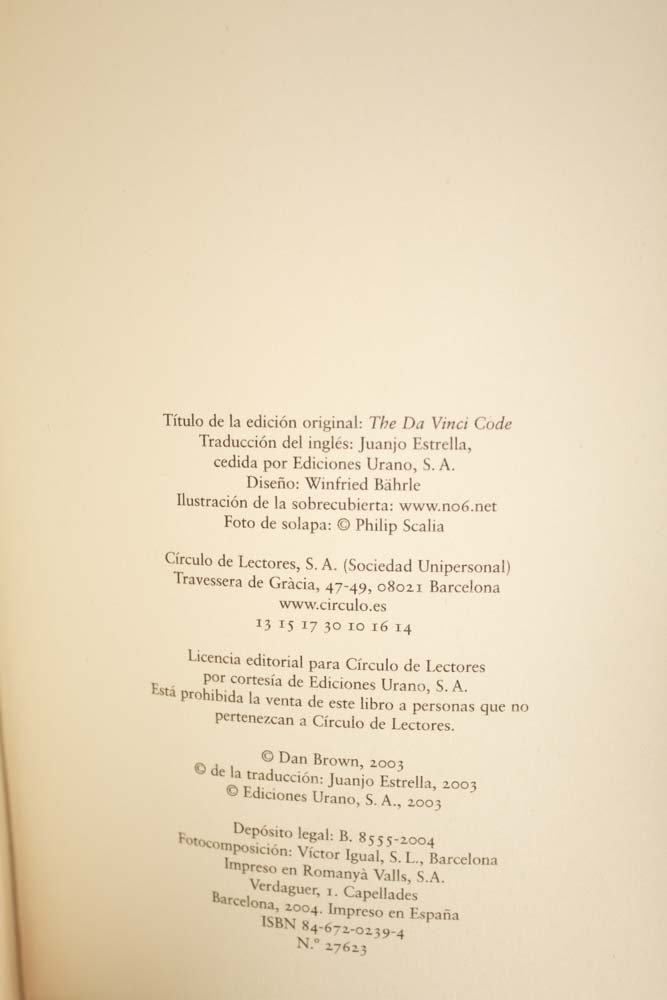 Título de la edición original: The Da Vinci Code
Traducción del inglés: Juanjo Estrella,
cedida por Ediciones Urano, S. A.
Diseño: Winfried Bährle
Ilustración de la sobrecubierta: www.no6.net
Foto de solapa: © Philip Scalia
Círculo de Lectores, S. A. (Sociedad Unipersonal)
Travessera de Gràcia, 47-49, 08021 Barcelona
www.circulo.es
13 15 17 30 10 16 14
Licencia editorial para Círculo de Lectores
por cortesía de Ediciones Urano, S. A.
Está prohibida la venta de este libro a personas que no
pertenezcan a Círculo de Lectores.
© Dan Brown, 2003
© de la traducción: Juanjo Estrella, 2003
© Ediciones Urano, S. A., 2003
Depósito legal: B. 8555-2004
Fotocomposición: Víctor Igual, S. L., Barcelona
Impreso en Romanyà Valls, S.A.
Verdaguer, 1. Capellades
Barcelona, 2004. Impreso en España
ISBN 84-672-0239-4
N.º 27623